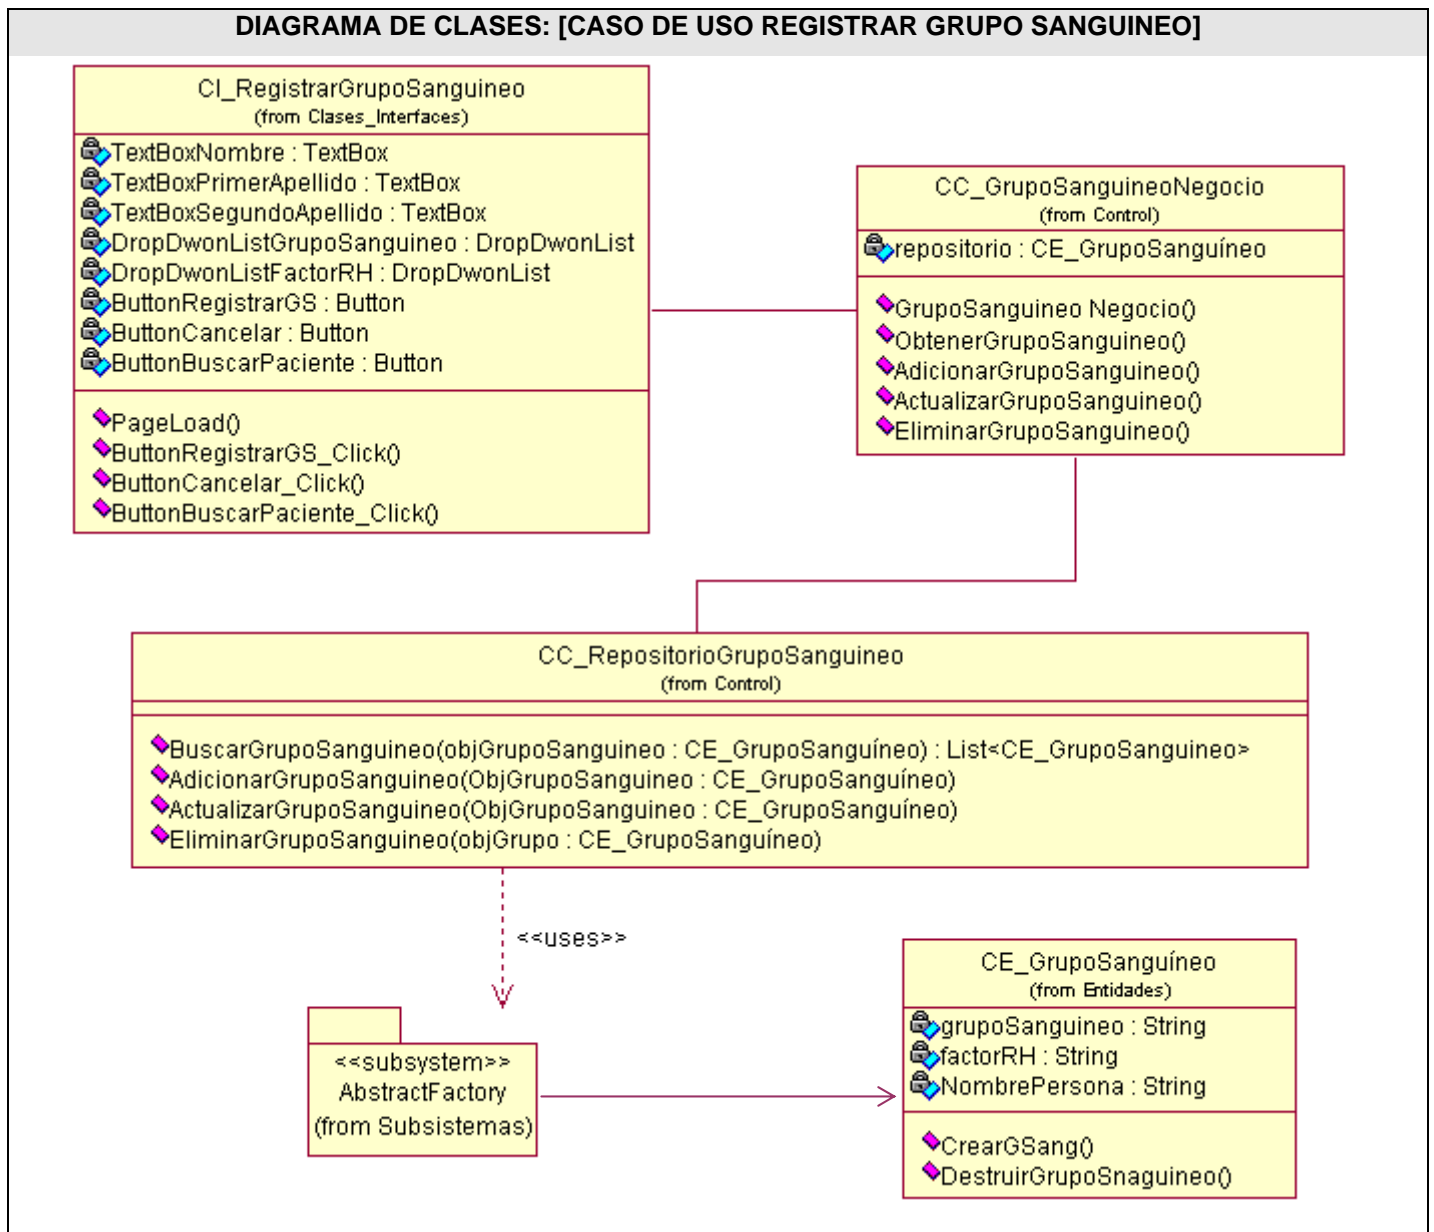 DIAGRAMA DE CLASES: [CASO DE USO REGISTRAR GRUPO SANGUINEO]
CI_RegistrarGrupoSanguineo
(from Clases_Interfaces)
TextBoxNombre : TextBox
TextBoxPrimerApellido : TextBox
TextBoxSegundoApellido : TextBox
DropDwonListGrupoSanguineo : DropDwonList
DropDwonListFactorRH : DropDwonList
ButtonRegistrarGS : Button
ButtonCancelar : Button
ButtonBuscarPaciente : Button
PageLoad()
ButtonRegistrarGS_Click()
ButtonCancelar_Click()
ButtonBuscarPaciente_Click()
CC_GrupoSanguineoNegocio
(from Control)
repositorio : CE_GrupoSanguíneo
GrupoSanguineo Negocio()
ObtenerGrupoSanguineo()
AdicionarGrupoSanguineo()
ActualizarGrupoSanguineo()
EliminarGrupoSanguineo()
CC_RepositorioGrupoSanguineo
(from Control)
BuscarGrupoSanguineo(objGrupoSanguineo : CE_GrupoSanguíneo) : List<CE_GrupoSanguineo>
AdicionarGrupoSanguineo(ObjGrupoSanguineo : CE_GrupoSanguíneo)
ActualizarGrupoSanguineo(ObjGrupoSanguineo : CE_GrupoSanguíneo)
EliminarGrupoSanguineo(objGrupo : CE_GrupoSanguíneo)
<<uses>>
<<subsystem>>
AbstractFactory
(from Subsistemas)
CE_GrupoSanguíneo
(from Entidades)
grupoSanguineo : String
factorRH : String
NombrePersona : String
CrearGSang()
DestruirGrupoSnaguineo()